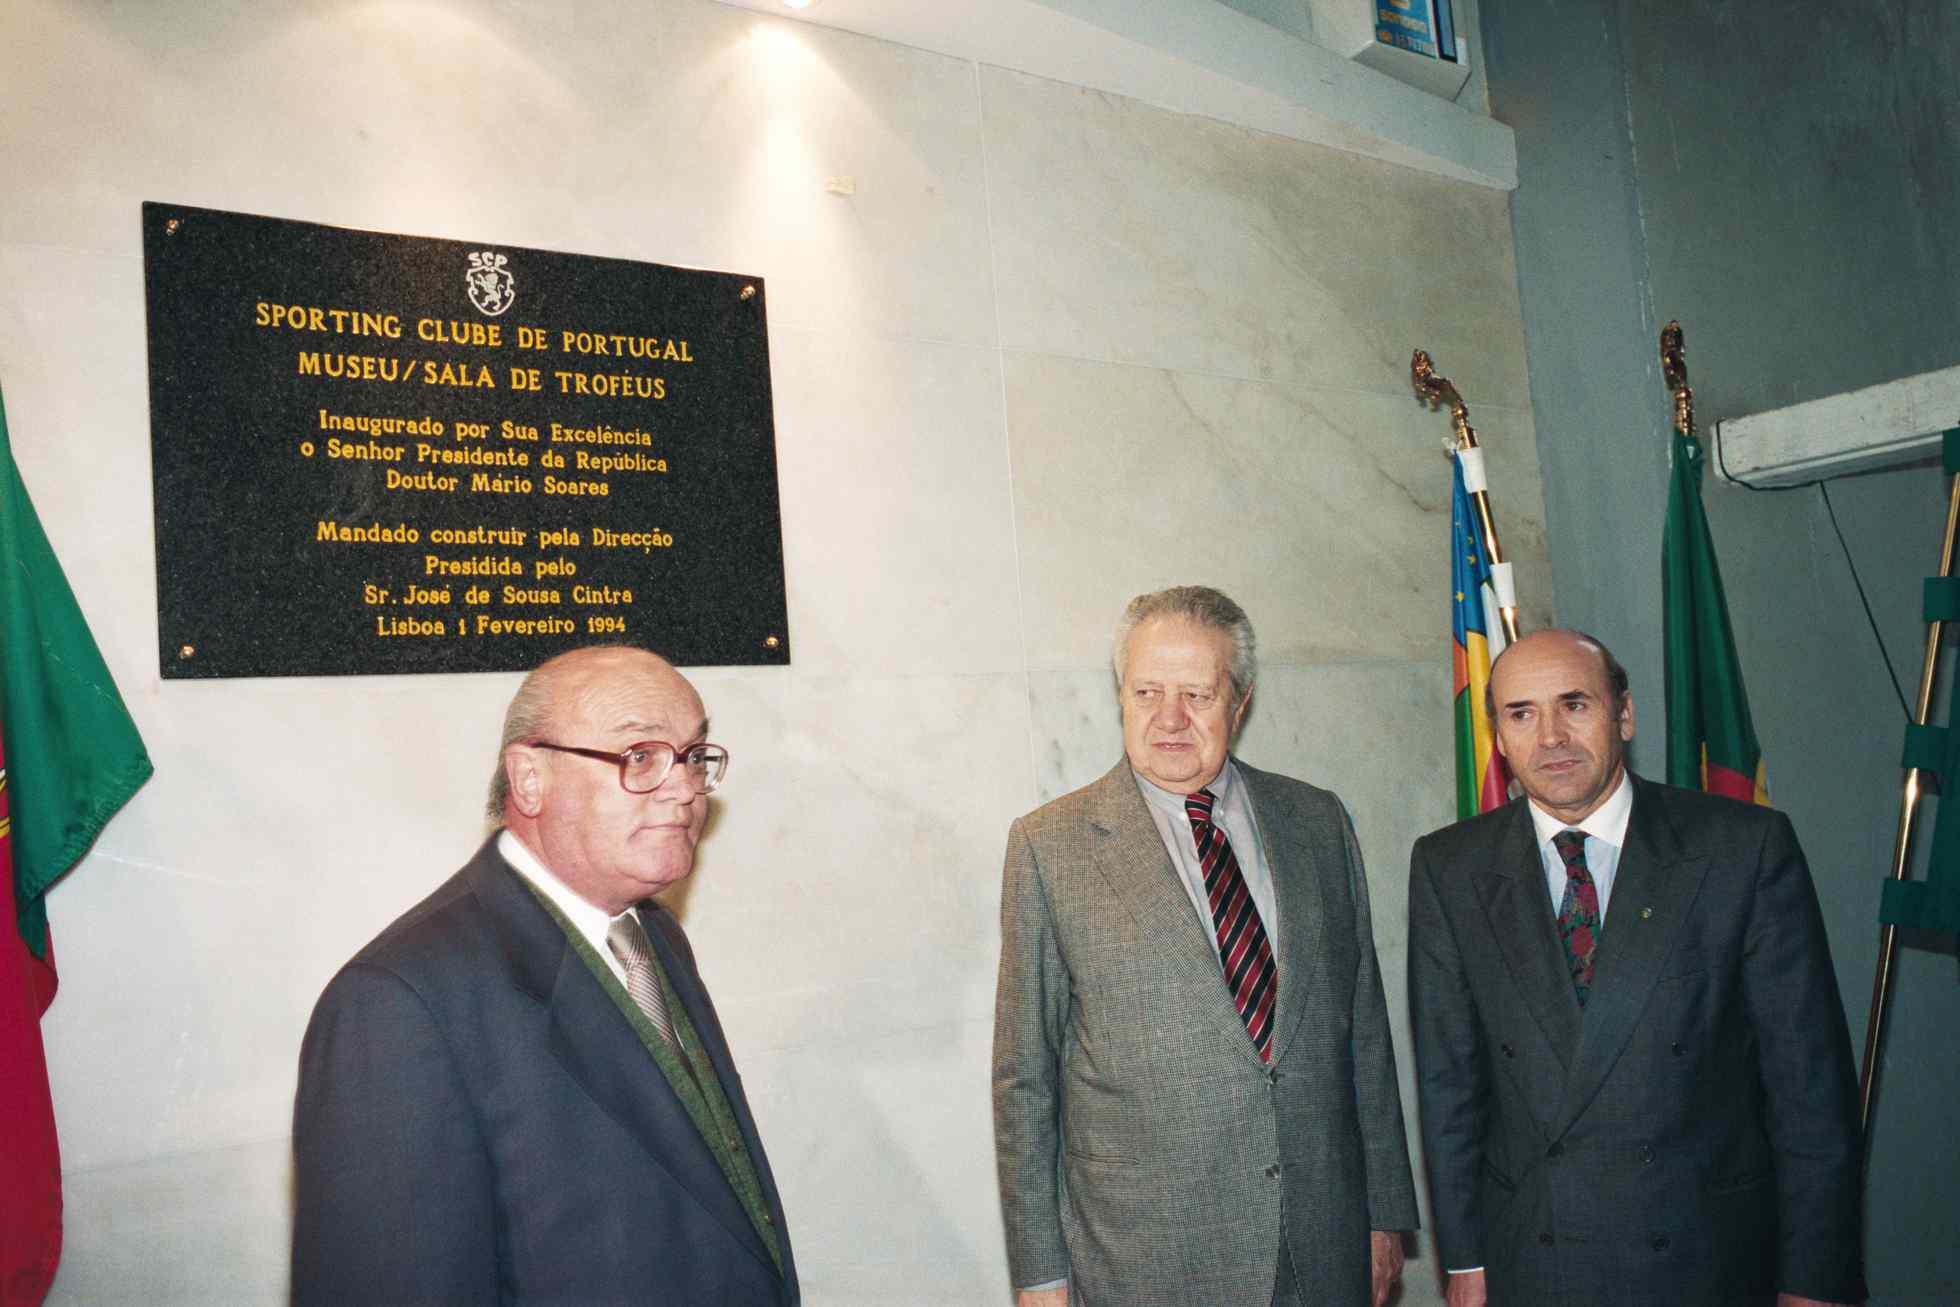 SCP
SPORTING CLUBE DE PORTUGAL
MUSEU/SALA DE TROFÉUS
Inaugurado por Sua Excelência
o Senhor Presidente da República
Doutor Mário Soares
Mandado construir pela Direcção
Presidida pelo
Sr. José de Sousa Cintra
Lisboa 1 Fevereiro 1994